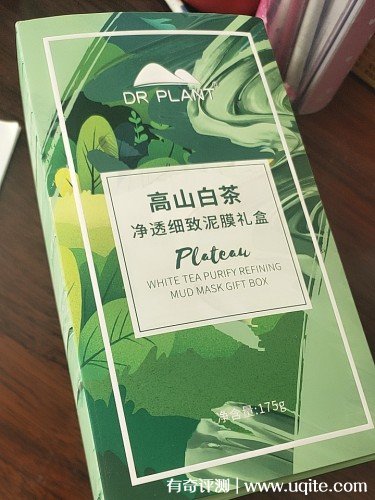 DR PLANT
高山白茶
净透细致泥膜礼盒
Plateau
WHITE TEA PURIFY REFINING
MUD MASK GIFT BOX
净含量:175g
有奇评测 | www.uqite.com